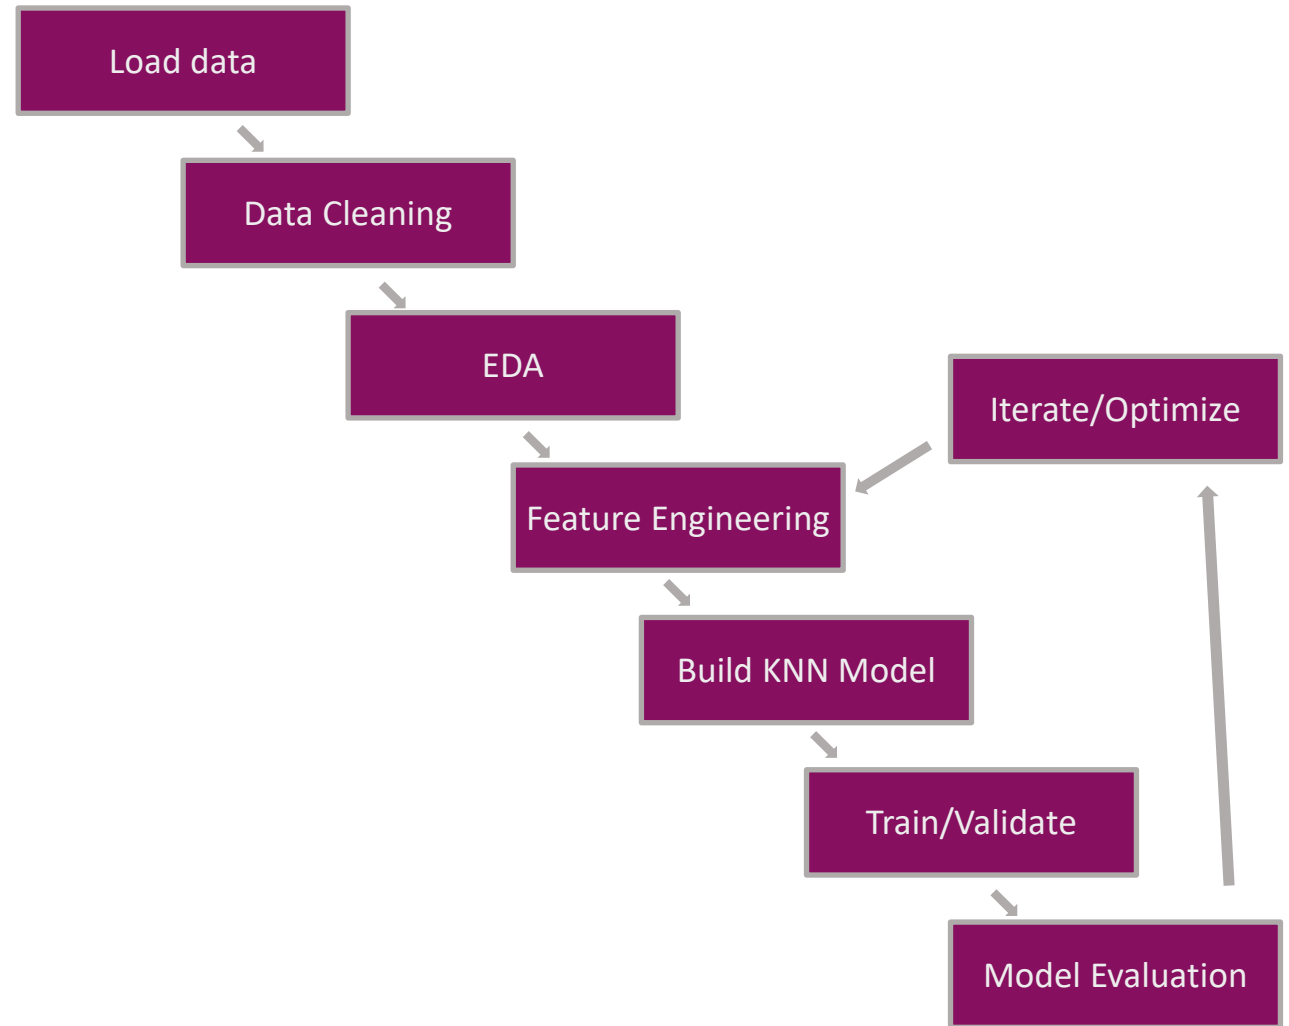 Load data
Data Cleaning
EDA
Iterate/Optimize
Feature Engineering
Build KNN Model
Train/Validate
Model Evaluation